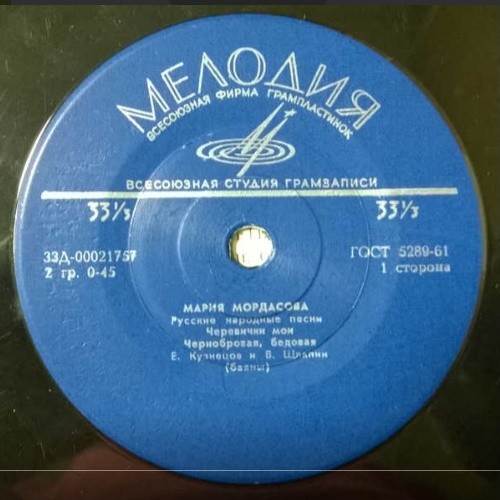 МЕЛОДИЯ
ВСЕСОЮЗНАЯ ФИРМА ГРАМПЛАСТИНОК
ВСЕСОЮЗНАЯ СТУДИЯ ГРАМЗАПИСИ
33⅓ 33⅓
33Д-00021757 ГОСТ 5289-61
2 гр. 0-45 1 сторона
МАРИЯ МОРДАСОВА
Русские народные песни
Черевички мои
Чернобровая, бедовая
Е. Кузнецов и В.
(баяны)